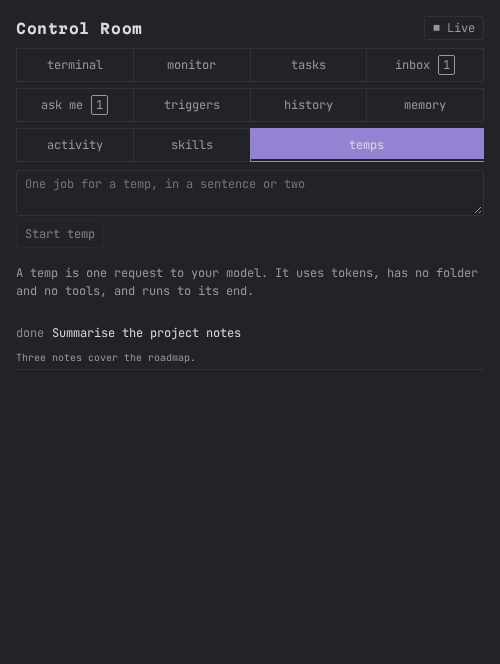 Control Room
Live
terminal
monitor
tasks
inbox 1
ask me 1
triggers
history
memory
activity
skills
temps
One job for a temp, in a sentence or two
Start temp
A temp is one request to your model. It uses tokens, has no folder
and no tools, and runs to its end.
done Summarise the project notes
Three notes cover the roadmap.